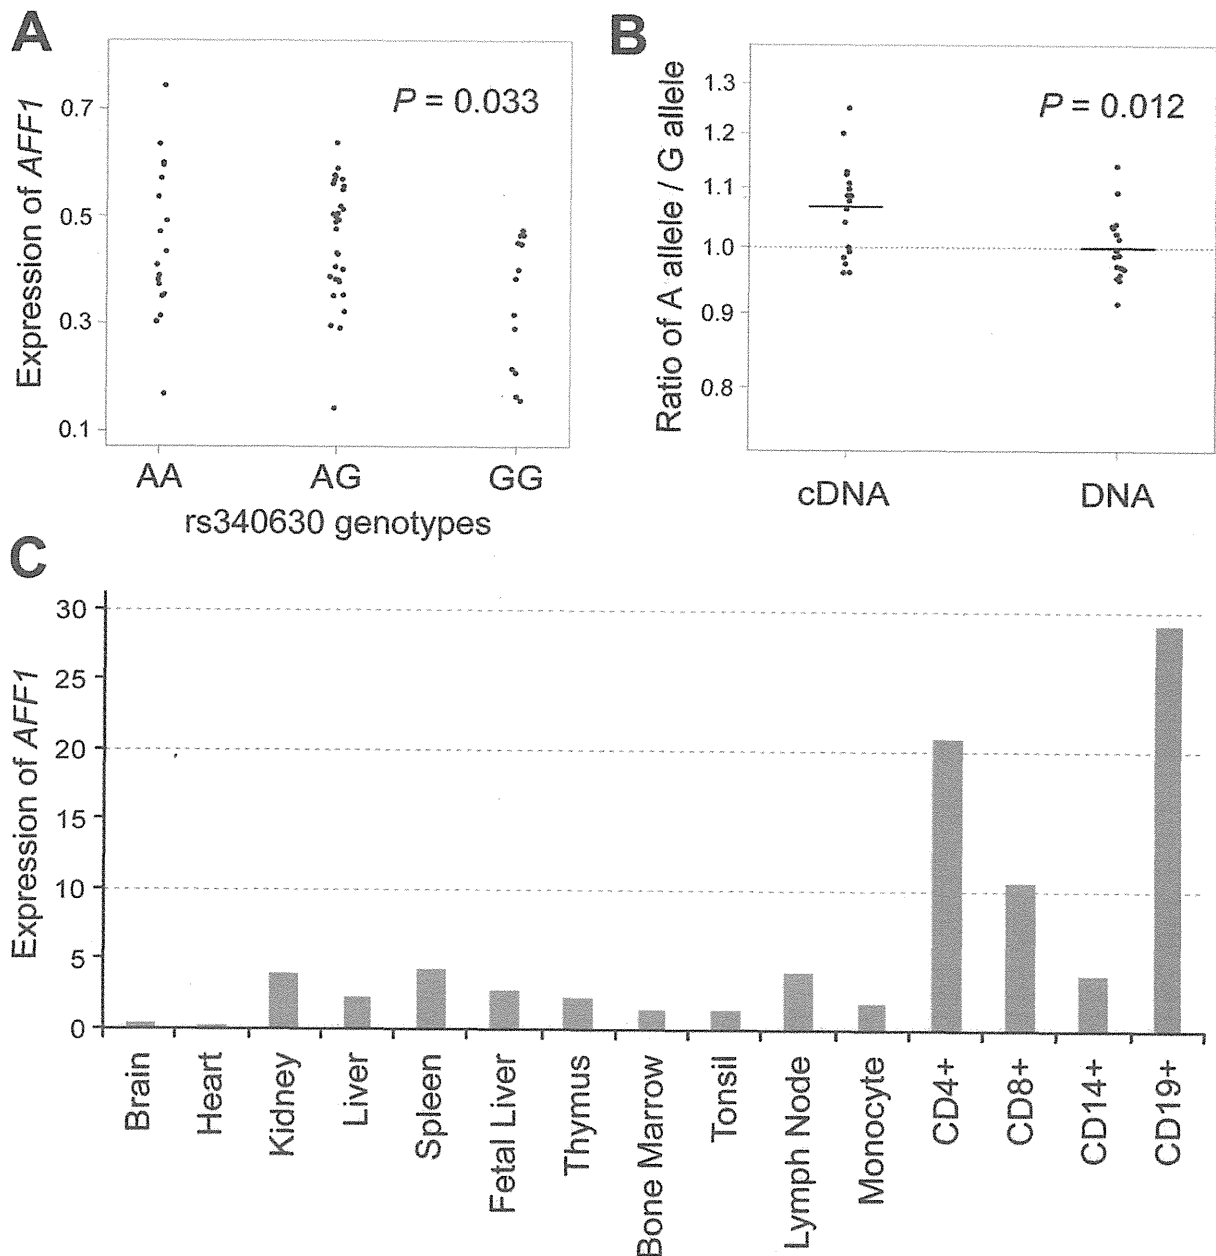 A
Expression of AFF1
0.7
0.5
0.3
0.1
P = 0.033
AA AG GG
rs340630 genotypes
B
Ratio of A allele / G allele
1.3
1.2
1.1
1.0
0.9
0.8
P = 0.012
cDNA DNA
C
Expression of AFF1
30
25
20
15
10
5
0
Brain
Heart
Kidney
Liver
Spleen
Fetal Liver
Thymus
Bone Marrow
Tonsil
Lymph Node
Monocyte
CD4+
CD8+
CD14+
CD19+